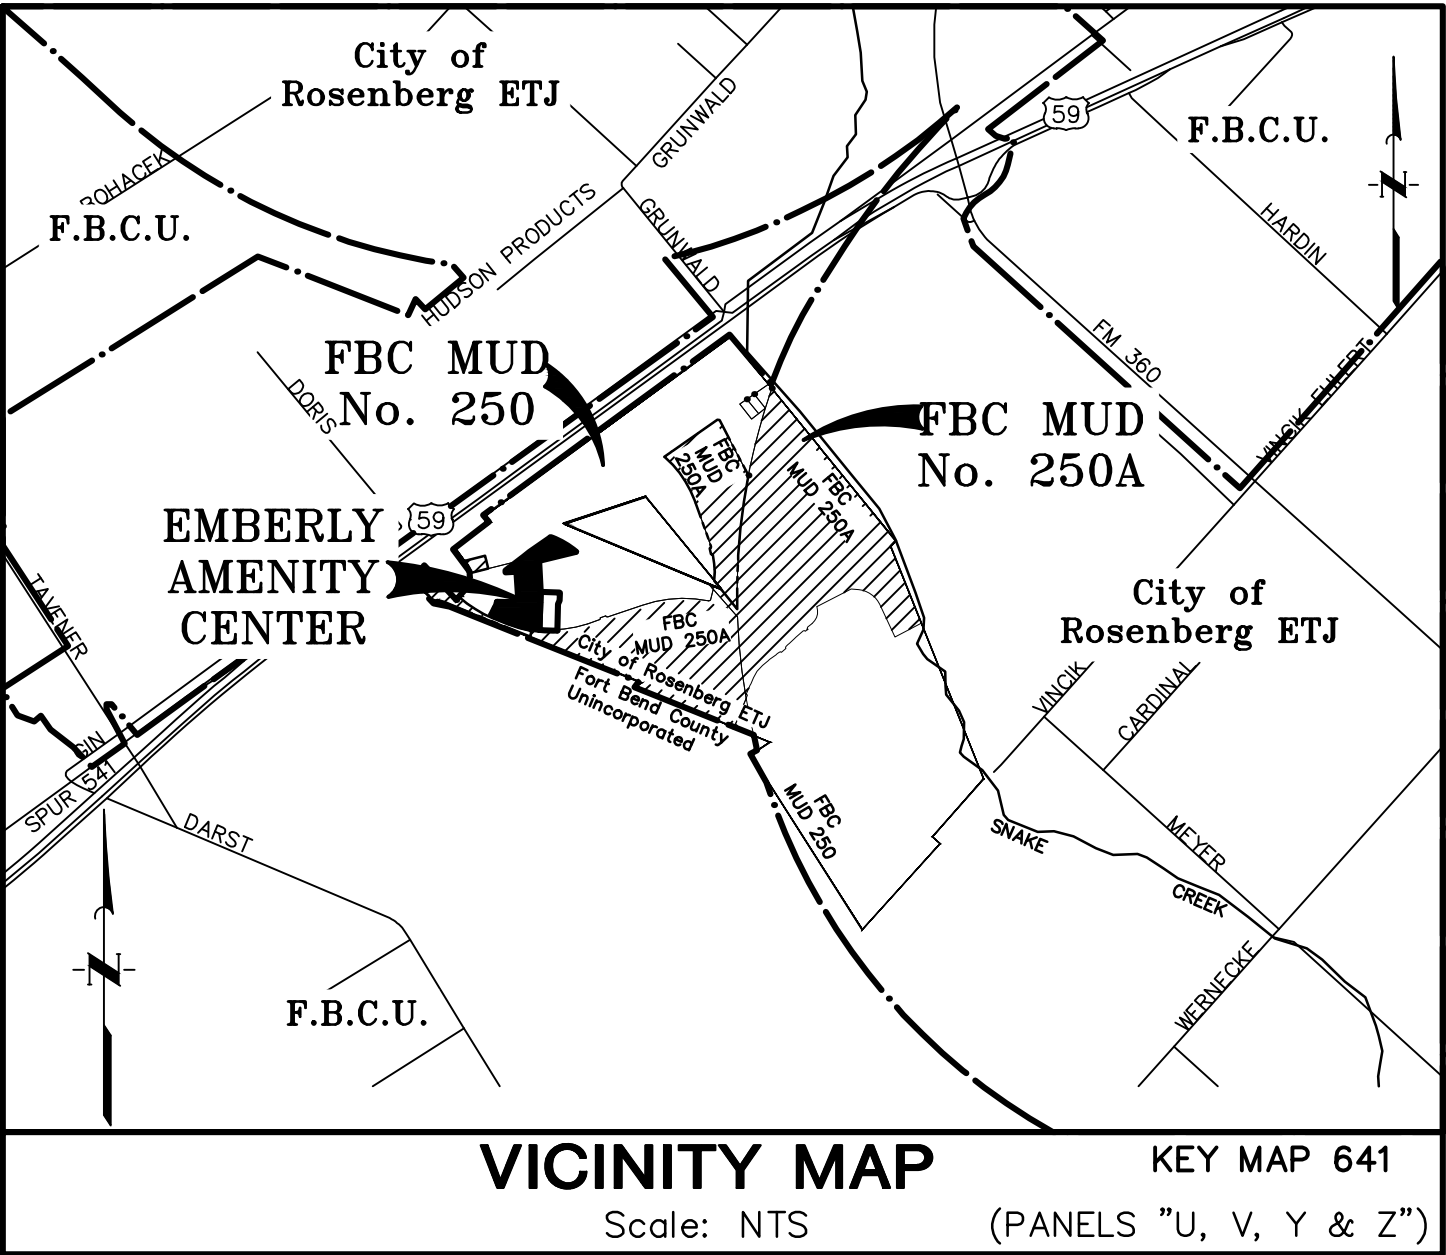 City of
Rosenberg ETJ
59
F.B.C.U.
GRUNWALD
BOHACEK
F.B.C.U.
HUDSON PRODUCTS
GRUNWALD
HARDIN
N
FM 360
VINCIK EHLERT
FBC MUD
No. 250
DORIS
FBC MUD
No. 250A
FBC
MUD
250A
FBC
MUD 250A
59
EMBERLY
AMENITY
CENTER
TAVENER
FBC
MUD 250A
City of Rosenberg ETJ
Fort Bend County
Unincorporated
City of
Rosenberg ETJ
VINCIK
CARDINAL
GIN
SPUR 541
DARST
FBC
MUD 250
SNAKE
CREEK
MEYER
WERNECKE
N
F.B.C.U.
VICINITY MAP
Scale: NTS
KEY MAP 641
(PANELS "U, V, Y & Z")